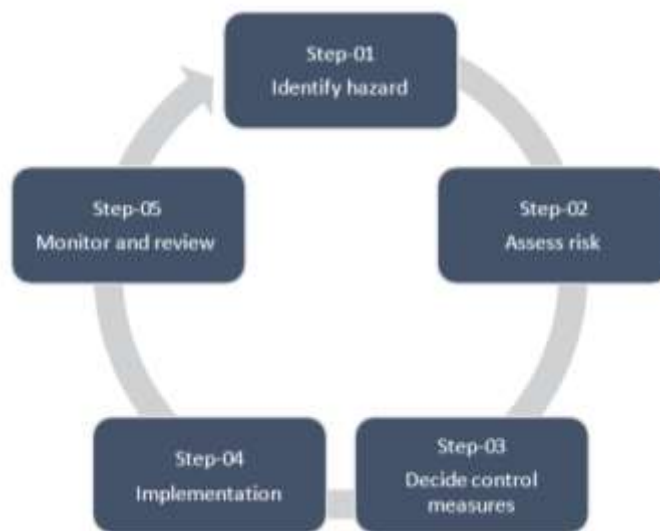 Step-01
Identify hazard
Step-02
Assess risk
Step-03
Decide control
measures
Step-04
Implementation
Step-05
Monitor and review